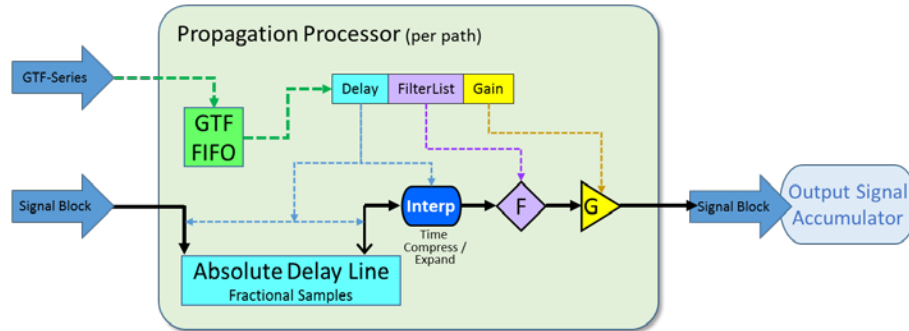 Propagation Processor (per path)
GTF-Series
Delay FilterList Gain
GTF
FIFO
Signal Block
Interp
F
G
Signal Block
Output Signal
Accumulator
Time
Compress /
Expand
Absolute Delay Line
Fractional Samples